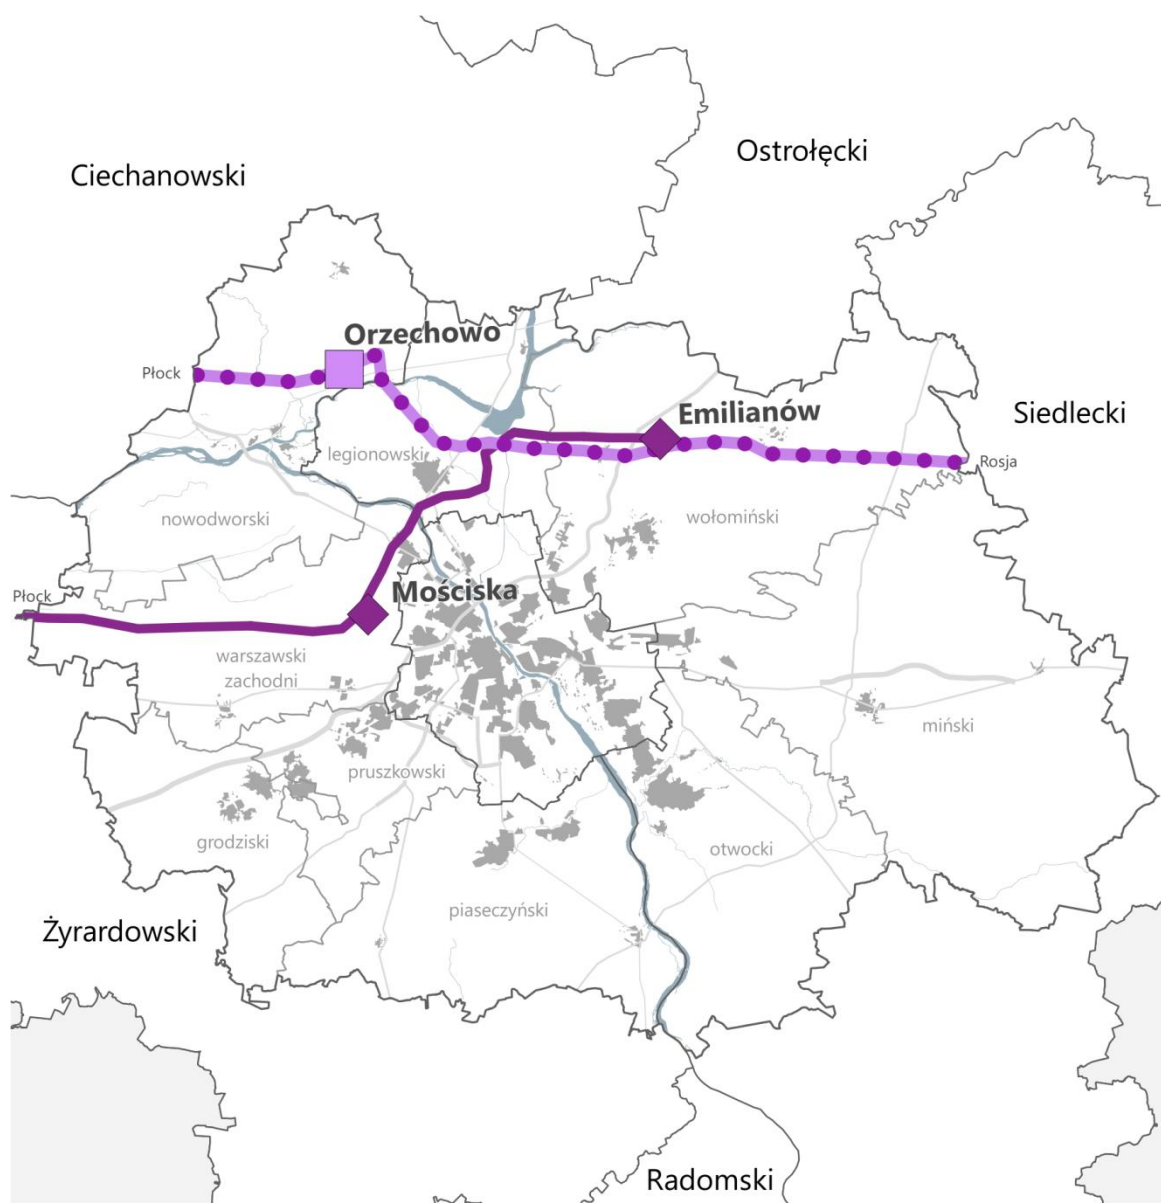 Ostrołęcki
Ciechanowski
Orzechowo
Płock
Emilianów
Siedlecki
legionowski
Rosja
nowodworski
wołomiński
Mościska
Płock
warszawski
zachodni
miński
pruszkowski
grodziski
otwocki
piaseczyński
Żyrardowski
Radomski